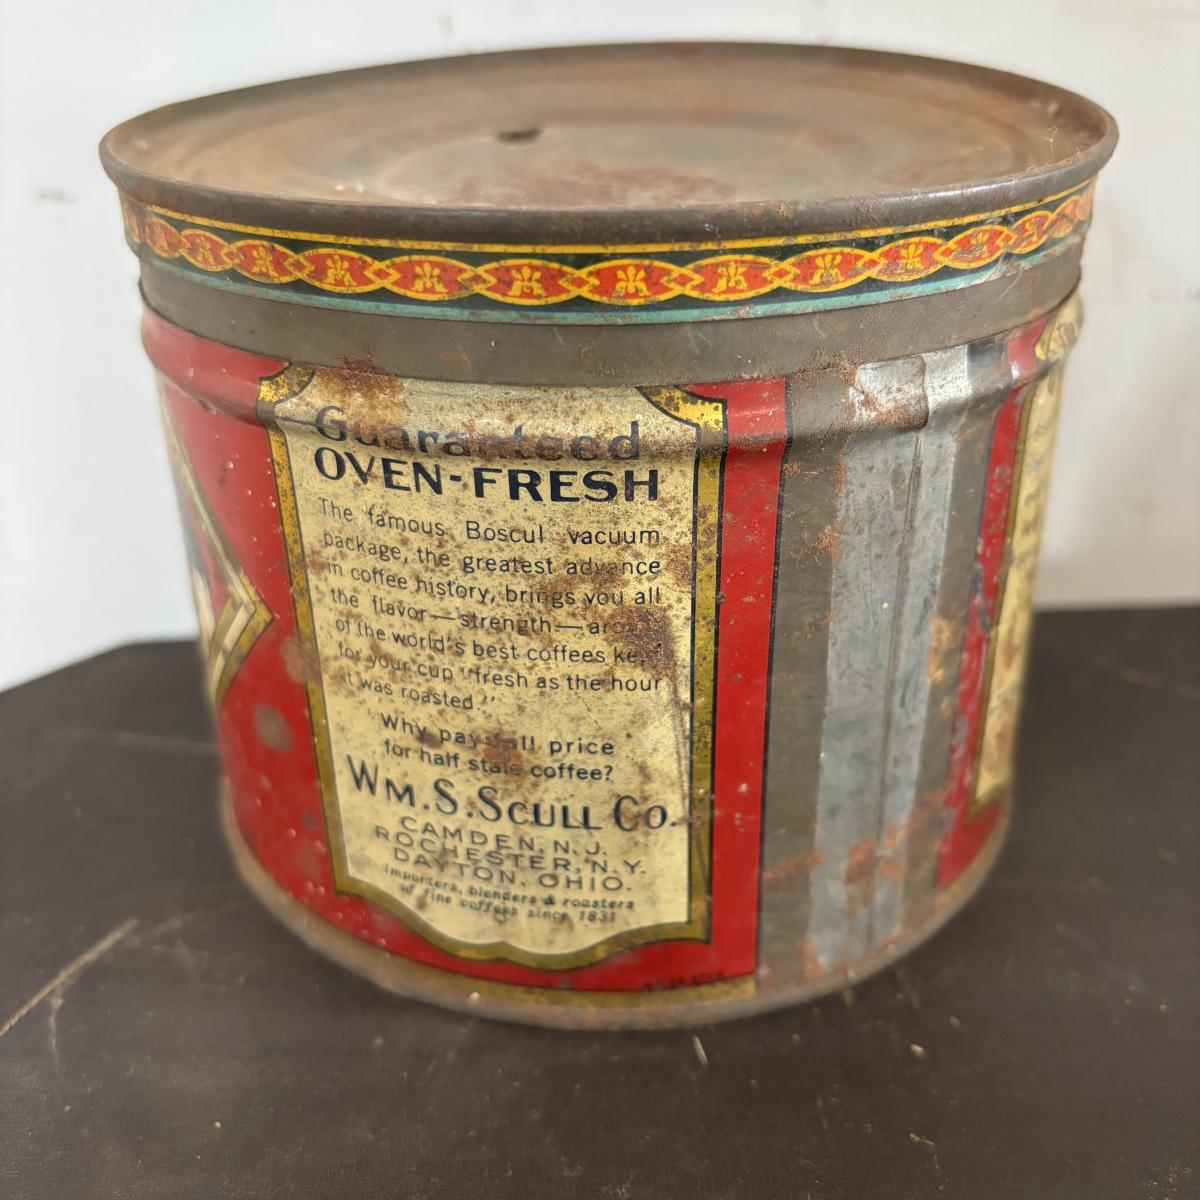 Guaranteed
OVEN-FRESH
The famous Boscul vacuum
package, the greatest advance
in coffee history, brings you all
the flavor—strength—
of the world's best coffees
for your cup "fresh as the hour
it was roasted"
Why pay full price
for half stale coffee?
WM. S. SCULL CO.
CAMDEN, N. J.
ROCHESTER, N. Y.
DAYTON, OHIO.
Importers, blenders & roasters
of fine coffees since 1831